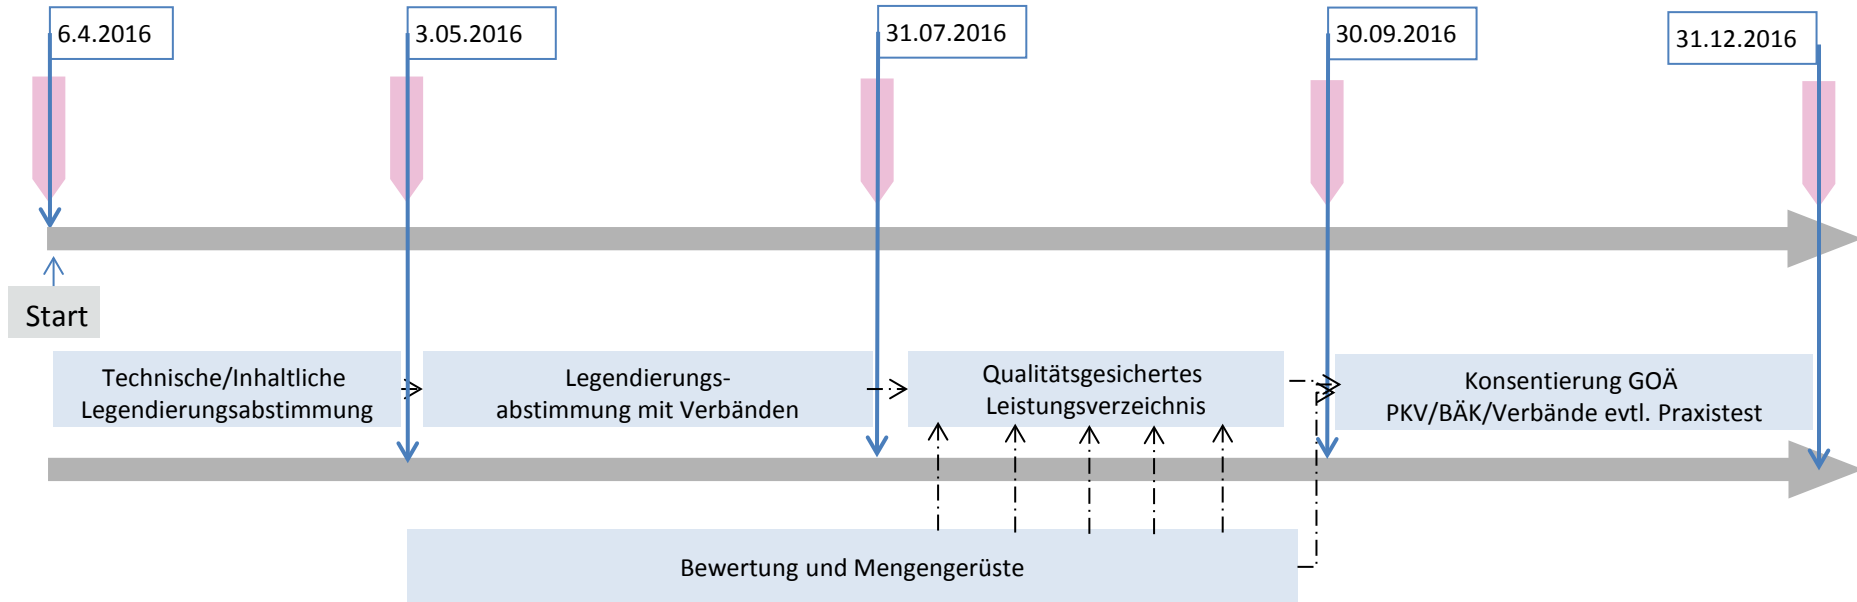 6.4.2016
3.05.2016
31.07.2016
30.09.2016
31.12.2016
Start
Technische/Inhaltliche
Legendierungsabstimmung
Legendierungs-
abstimmung mit Verbänden
Qualitätsgesichertes
Leistungsverzeichnis
Konsentierung GOÄ
PKV/BÄK/Verbände evtl. Praxistest
Bewertung und Mengengerüste